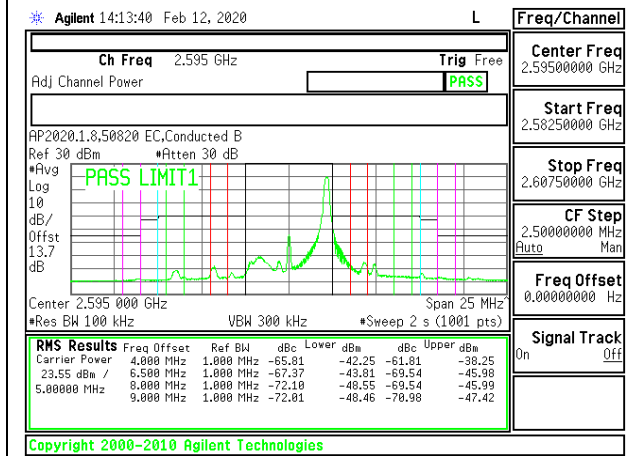 Agilent 14:13:40 Feb 12, 2020 L Freq/Channel
Ch Freq 2.595 GHz Trig Free
Adj Channel Power PASS
Center Freq
2.59500000 GHz
Start Freq
2.58250000 GHz
AP2020.1.8,50820 EC,Conducted B
Ref 30 dBm #Atten 30 dB
#Avg
Log
10
dB/
Offst
13.7
dB
PASS LIMIT1
Stop Freq
2.60750000 GHz
CF Step
2.50000000 MHz
Auto Man
Center 2.595 000 GHz Span 25 MHz
#Res BW 100 kHz VBW 300 kHz #Sweep 2 s (1001 pts)
Freq Offset
0.00000000 Hz
Signal Track
On Off
RMS Results Freq Offset Ref BW dBc Lower dBm dBc Upper dBm
Carrier Power 4.000 MHz 1.000 MHz -65.81 -42.25 -61.81 -38.25
23.55 dBm / 6.500 MHz 1.000 MHz -67.37 -43.81 -69.54 -45.98
5.00000 MHz 8.000 MHz 1.000 MHz -72.10 -48.55 -69.54 -45.99
9.000 MHz 1.000 MHz -72.01 -48.46 -70.98 -47.42
Copyright 2000-2010 Agilent Technologies